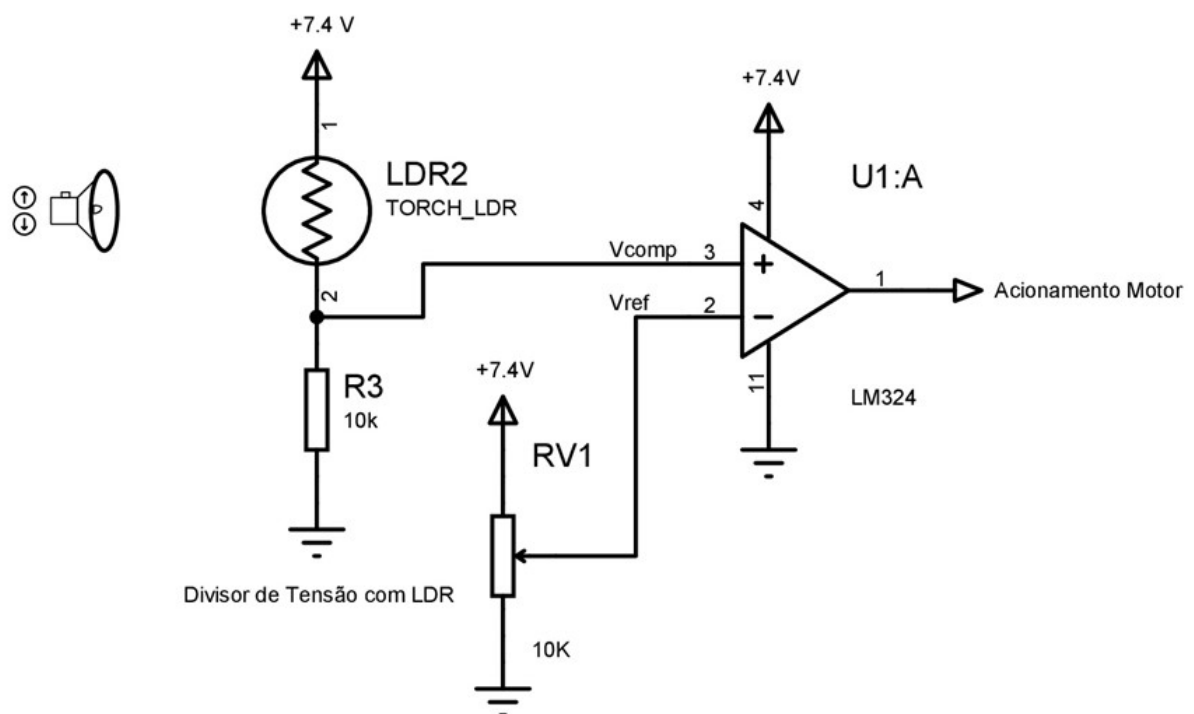 +7.4 V
+7.4V
1
LDR2
TORCH_LDR
U1:A
4
Vcomp
3
+
2
Vref
2
−
1
Acionamento Motor
11
LM324
R3
10k
+7.4V
RV1
Divisor de Tensão com LDR
10K